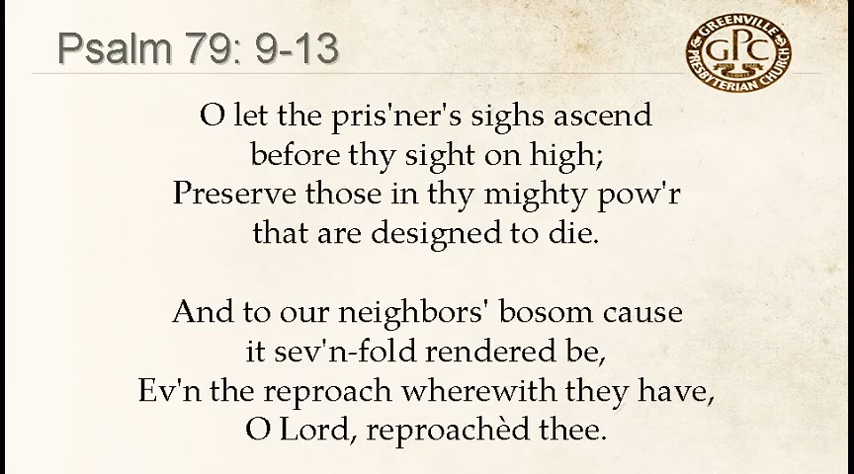 Psalm 79: 9-13
GREENVILLE
GPC
PRESBYTERIAN CHURCH
O let the pris'ner's sighs ascend
before thy sight on high;
Preserve those in thy mighty pow'r
that are designed to die.
And to our neighbors' bosom cause
it sev'n-fold rendered be,
Ev'n the reproach wherewith they have,
O Lord, reproachèd thee.